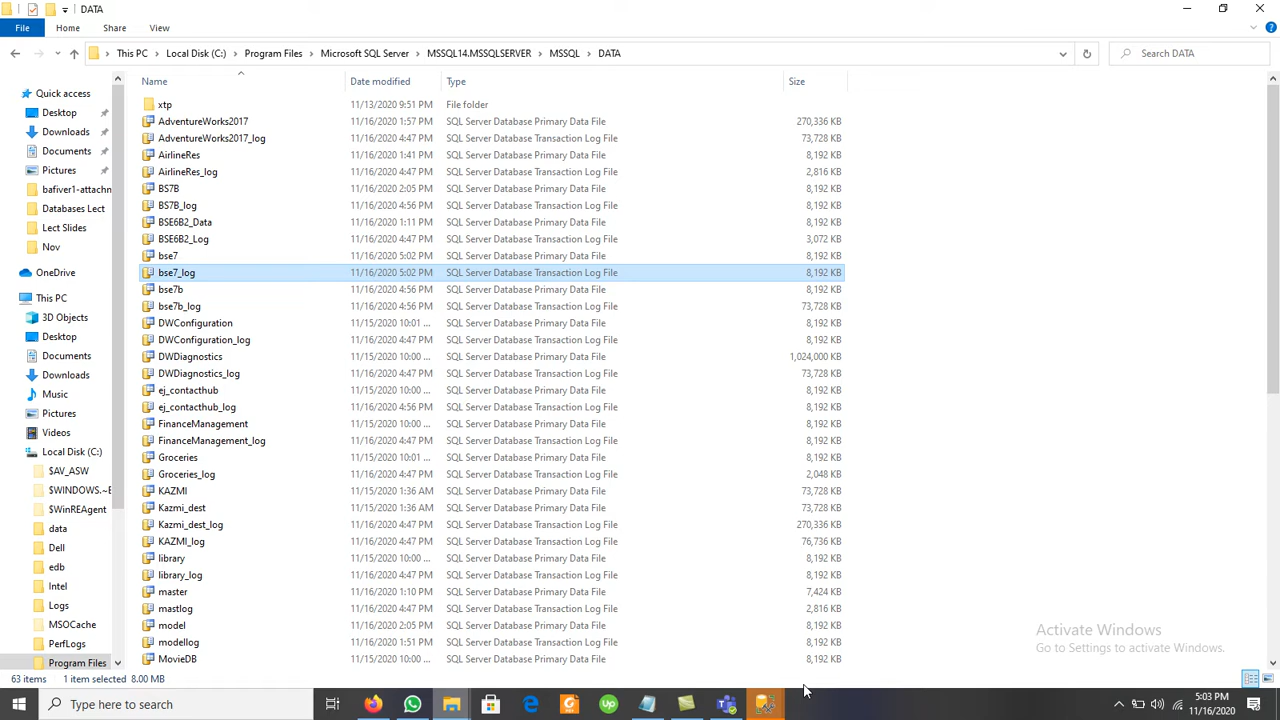 DATA
File Home Share View
This PC Local Disk (C:) Program Files Microsoft SQL Server MSSQL14.MSSQLSERVER MSSQL DATA
Search DATA
Name Date modified Type Size
Quick access
Desktop
Downloads
Documents
Pictures
bafiver1-attachn
Databases Lect
Lect Slides
Nov
OneDrive
This PC
3D Objects
Desktop
Documents
Downloads
Music
Pictures
Videos
Local Disk (C:)
$AV_ASW
$WINDOWS.~E
$WinREAgent
data
Dell
edb
Intel
Logs
MSOCache
PerfLogs
Program Files
xtp 11/13/2020 9:51 PM File folder
AdventureWorks2017 11/16/2020 1:57 PM SQL Server Database Primary Data File 270,336 KB
AdventureWorks2017_log 11/16/2020 4:47 PM SQL Server Database Transaction Log File 73,728 KB
AirlineRes 11/16/2020 1:41 PM SQL Server Database Primary Data File 8,192 KB
AirlineRes_log 11/16/2020 4:47 PM SQL Server Database Transaction Log File 2,816 KB
BS7B 11/16/2020 2:05 PM SQL Server Database Primary Data File 8,192 KB
BS7B_log 11/16/2020 4:56 PM SQL Server Database Transaction Log File 8,192 KB
BSE6B2_Data 11/16/2020 1:11 PM SQL Server Database Primary Data File 8,192 KB
BSE6B2_Log 11/16/2020 4:47 PM SQL Server Database Transaction Log File 3,072 KB
bse7 11/16/2020 5:02 PM SQL Server Database Primary Data File 8,192 KB
bse7_log 11/16/2020 5:02 PM SQL Server Database Transaction Log File 8,192 KB
bse7b 11/16/2020 4:56 PM SQL Server Database Primary Data File 8,192 KB
bse7b_log 11/16/2020 4:56 PM SQL Server Database Transaction Log File 73,728 KB
DWConfiguration 11/15/2020 10:01 ... SQL Server Database Primary Data File 8,192 KB
DWConfiguration_log 11/16/2020 4:47 PM SQL Server Database Transaction Log File 8,192 KB
DWDiagnostics 11/15/2020 10:00 ... SQL Server Database Primary Data File 1,024,000 KB
DWDiagnostics_log 11/16/2020 4:47 PM SQL Server Database Transaction Log File 73,728 KB
ej_contacthub 11/15/2020 10:00 ... SQL Server Database Primary Data File 8,192 KB
ej_contacthub_log 11/16/2020 4:56 PM SQL Server Database Transaction Log File 8,192 KB
FinanceManagement 11/15/2020 10:00 ... SQL Server Database Primary Data File 8,192 KB
FinanceManagement_log 11/16/2020 4:47 PM SQL Server Database Transaction Log File 8,192 KB
Groceries 11/15/2020 10:01 ... SQL Server Database Primary Data File 8,192 KB
Groceries_log 11/16/2020 4:47 PM SQL Server Database Transaction Log File 2,048 KB
KAZMI 11/15/2020 1:36 AM SQL Server Database Primary Data File 73,728 KB
Kazmi_dest 11/15/2020 1:36 AM SQL Server Database Primary Data File 73,728 KB
Kazmi_dest_log 11/16/2020 4:47 PM SQL Server Database Transaction Log File 270,336 KB
KAZMI_log 11/16/2020 4:47 PM SQL Server Database Transaction Log File 76,736 KB
library 11/15/2020 10:00 ... SQL Server Database Primary Data File 8,192 KB
library_log 11/16/2020 4:47 PM SQL Server Database Transaction Log File 8,192 KB
master 11/16/2020 1:10 PM SQL Server Database Primary Data File 7,424 KB
mastlog 11/16/2020 4:47 PM SQL Server Database Transaction Log File 2,816 KB
model 11/16/2020 2:05 PM SQL Server Database Primary Data File 8,192 KB
modellog 11/16/2020 1:51 PM SQL Server Database Transaction Log File 8,192 KB
MovieDB 11/15/2020 10:00 ... SQL Server Database Primary Data File 8,192 KB
Activate Windows
Go to Settings to activate Windows.
63 items 1 item selected 8.00 MB
Type here to search
5:03 PM
11/16/2020